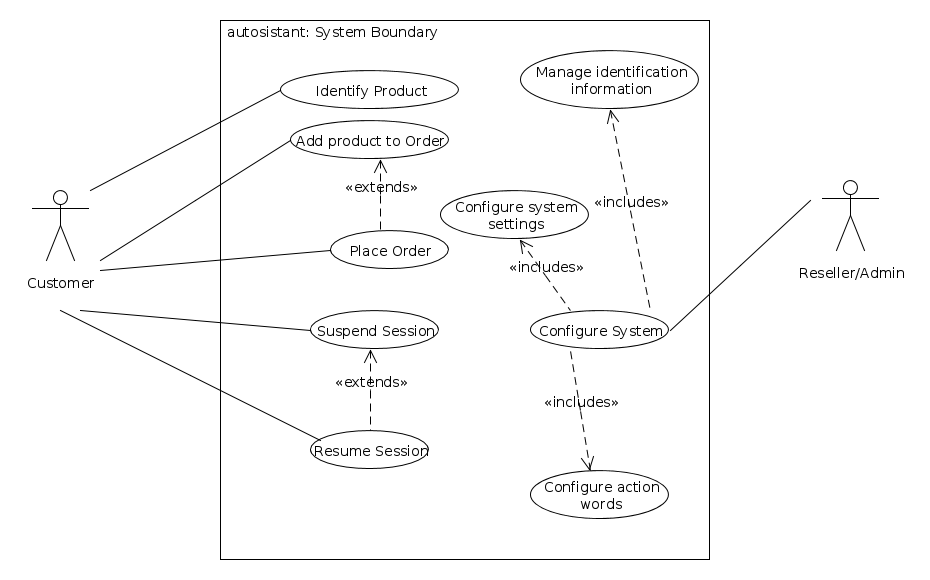 autosistant: System Boundary
Manage identification
information
Identify Product
Add product to Order
«extends»
Configure system
settings
«includes»
Place Order
«includes»
Customer
Reseller/Admin
Suspend Session
Configure System
«extends»
«includes»
Resume Session
Configure action
words